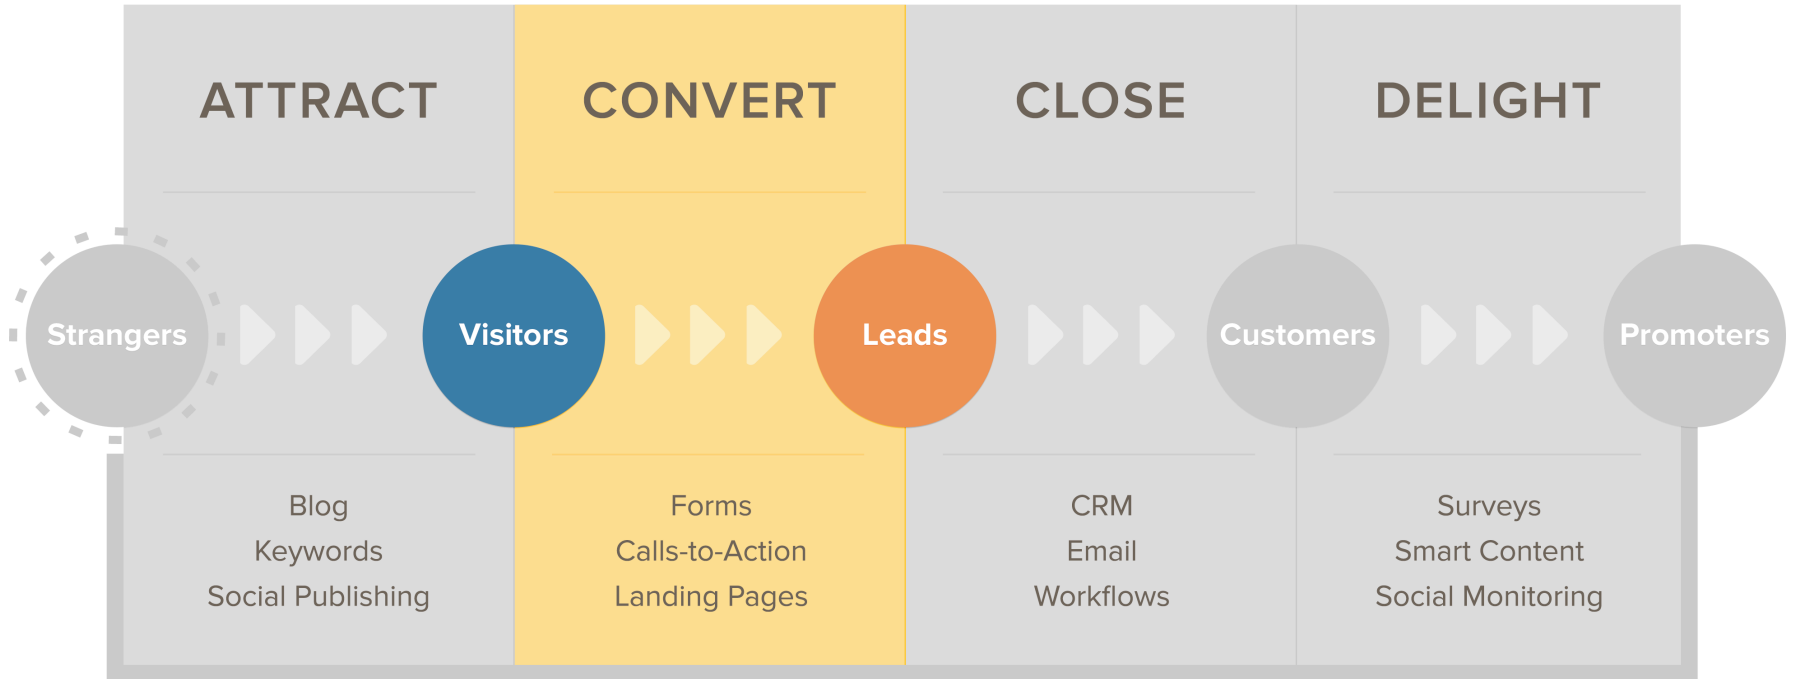 ATTRACT
CONVERT
CLOSE
DELIGHT
Strangers
Visitors
Leads
Customers
Promoters
Blog
Keywords
Social Publishing
Forms
Calls-to-Action
Landing Pages
CRM
Email
Workflows
Surveys
Smart Content
Social Monitoring